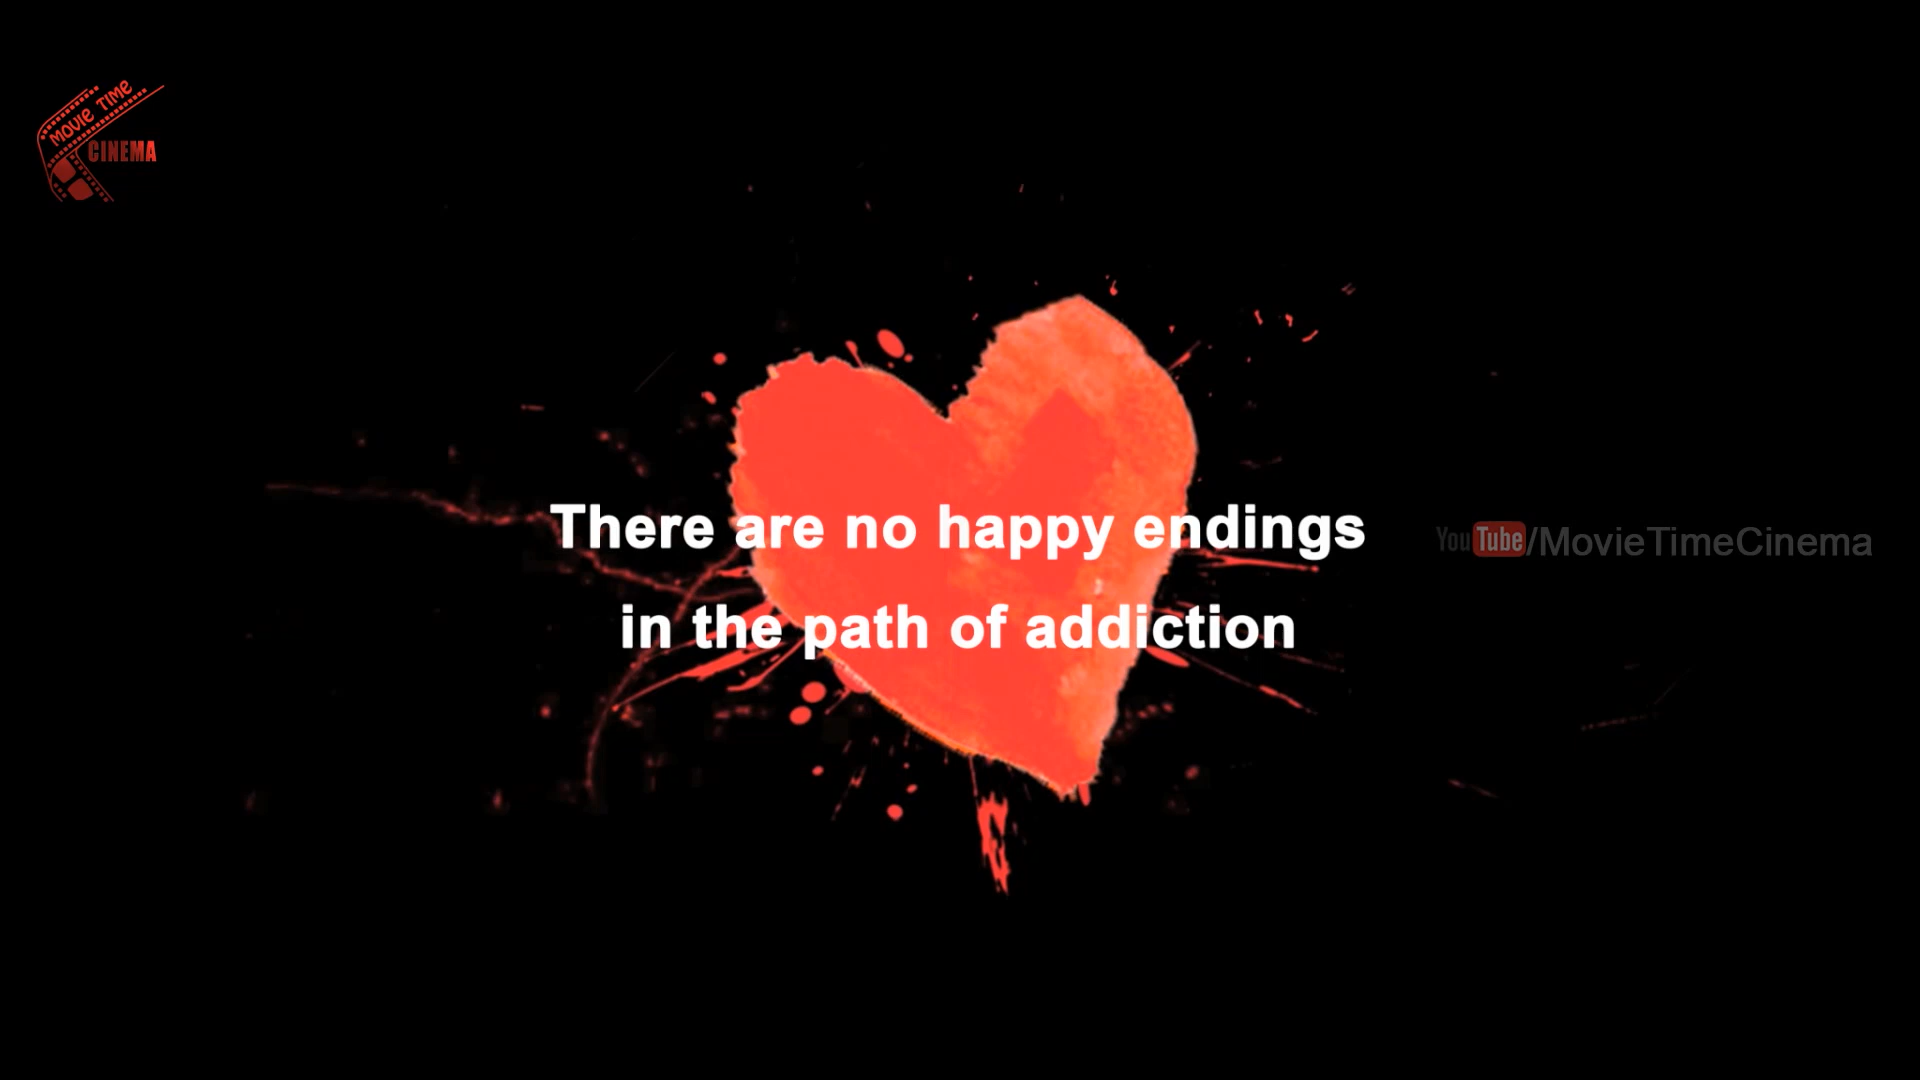 MOVIE TIME
CINEMA
There are no happy endings
in the path of addiction
YouTube/MovieTimeCinema